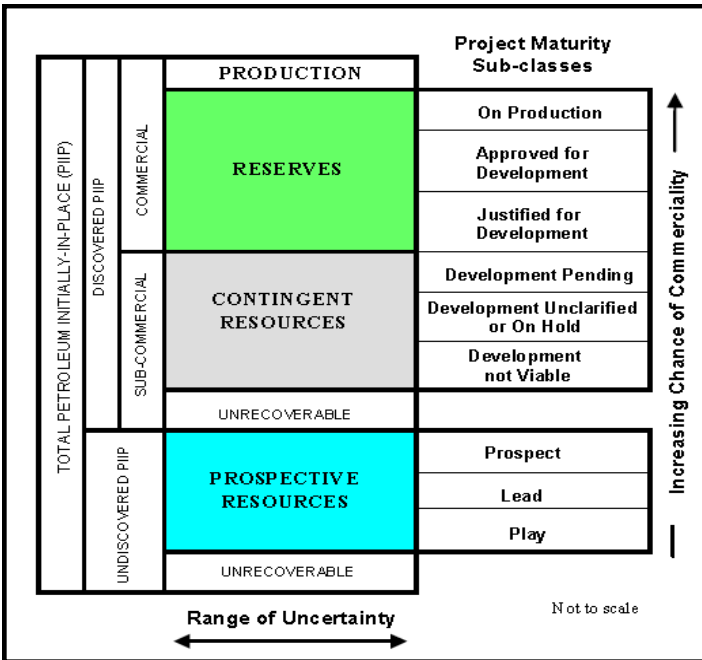 Project Maturity
Sub-classes
PRODUCTION
On Production
RESERVES
Approved for
Development
Justified for
Development
COMMERCIAL
DISCOVERED PIIP
TOTAL PETROLEUM INITIALLY-IN-PLACE (PIIP)
SUB-COMMERCIAL
CONTINGENT
RESOURCES
Development Pending
Development Unclarified
or On Hold
Development
not Viable
UNRECOVERABLE
UNDISCOVERED PIIP
PROSPECTIVE
RESOURCES
Prospect
Lead
Play
UNRECOVERABLE
Increasing Chance of Commerciality
Range of Uncertainty
Not to scale